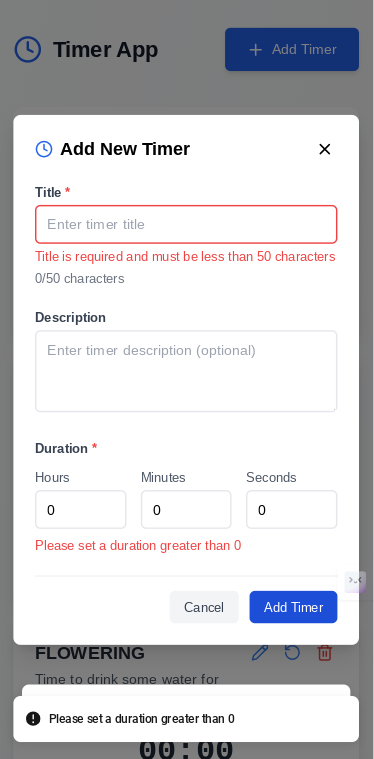 Timer App
Add Timer
Add New Timer
Title *
Enter timer title
Title is required and must be less than 50 characters
0/50 characters
Description
Enter timer description (optional)
Duration *
Hours Minutes Seconds
0 0 0
Please set a duration greater than 0
Cancel Add Timer
FLOWERING
Time to drink some water for
Please set a duration greater than 0
00:00